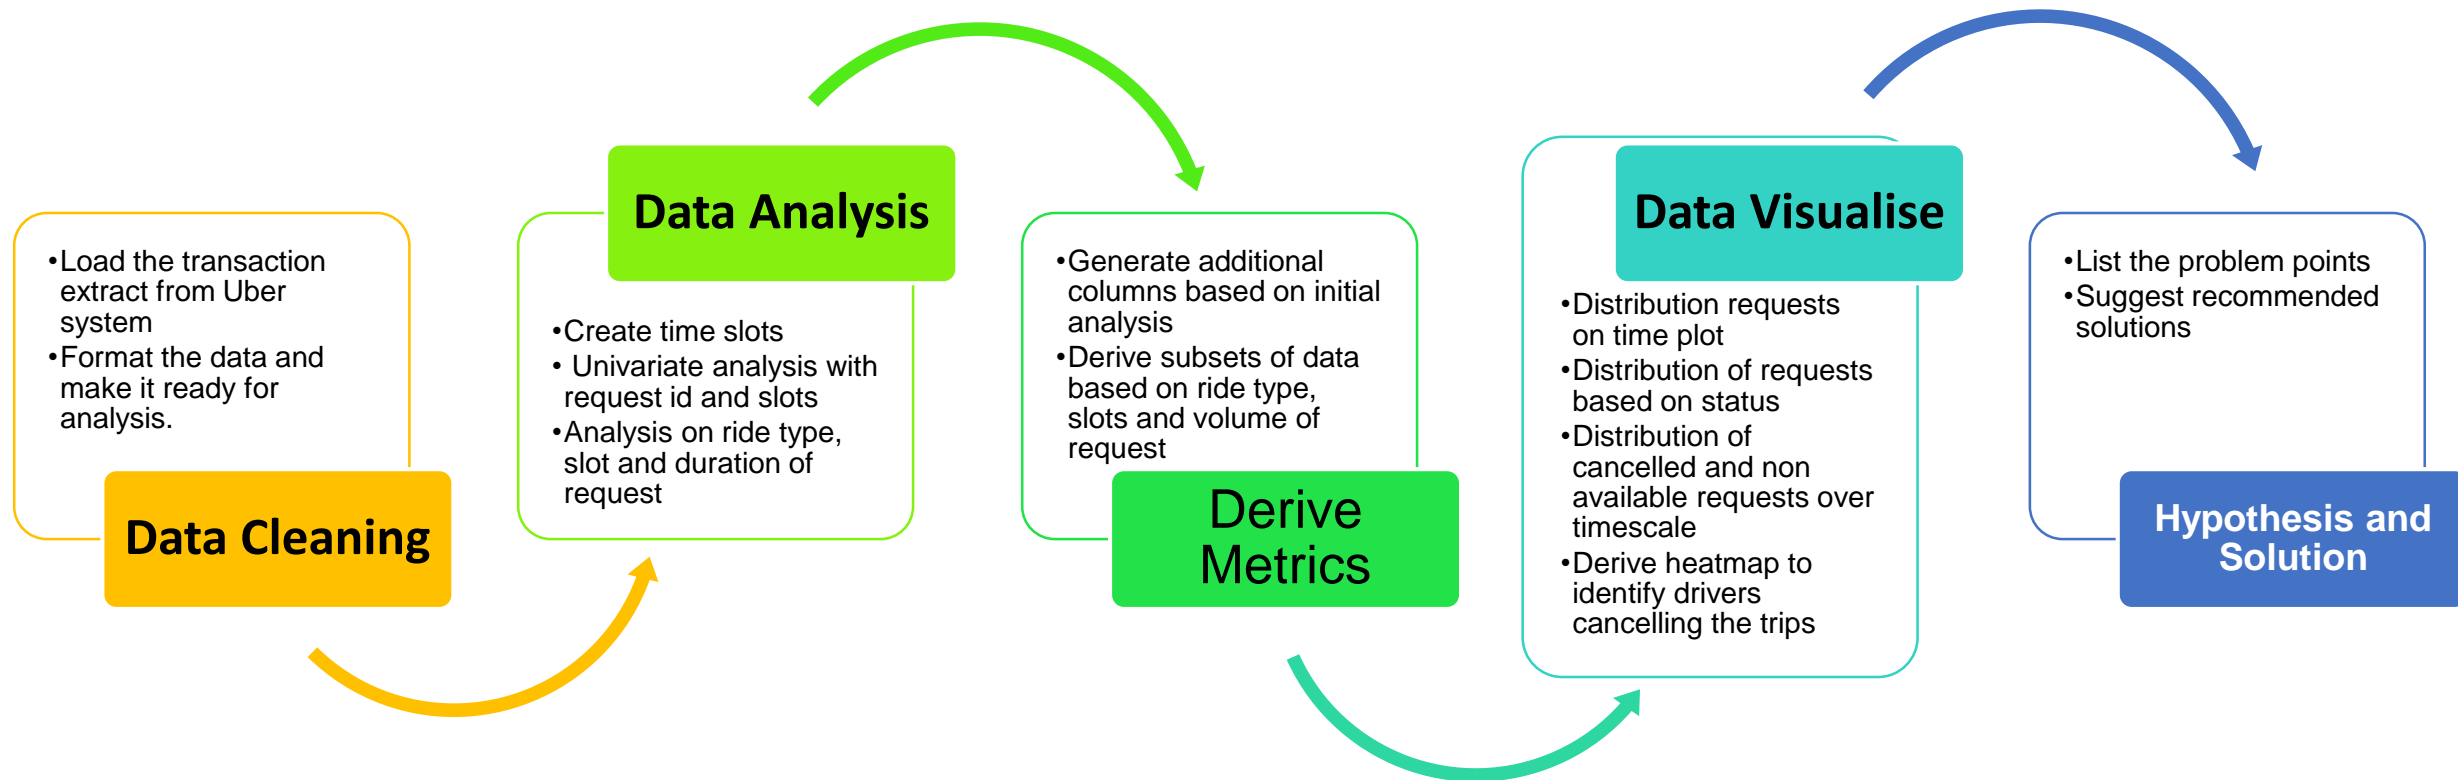 •Load the transaction
extract from Uber
system
•Format the data and
make it ready for
analysis.
Data Cleaning
Data Analysis
•Create time slots
• Univariate analysis with
request id and slots
•Analysis on ride type,
slot and duration of
request
•Generate additional
columns based on initial
analysis
•Derive subsets of data
based on ride type,
slots and volume of
request
Derive
Metrics
Data Visualise
•Distribution requests
on time plot
•Distribution of requests
based on status
•Distribution of
cancelled and non
available requests over
timescale
•Derive heatmap to
identify drivers
cancelling the trips
•List the problem points
•Suggest recommended
solutions
Hypothesis and
Solution